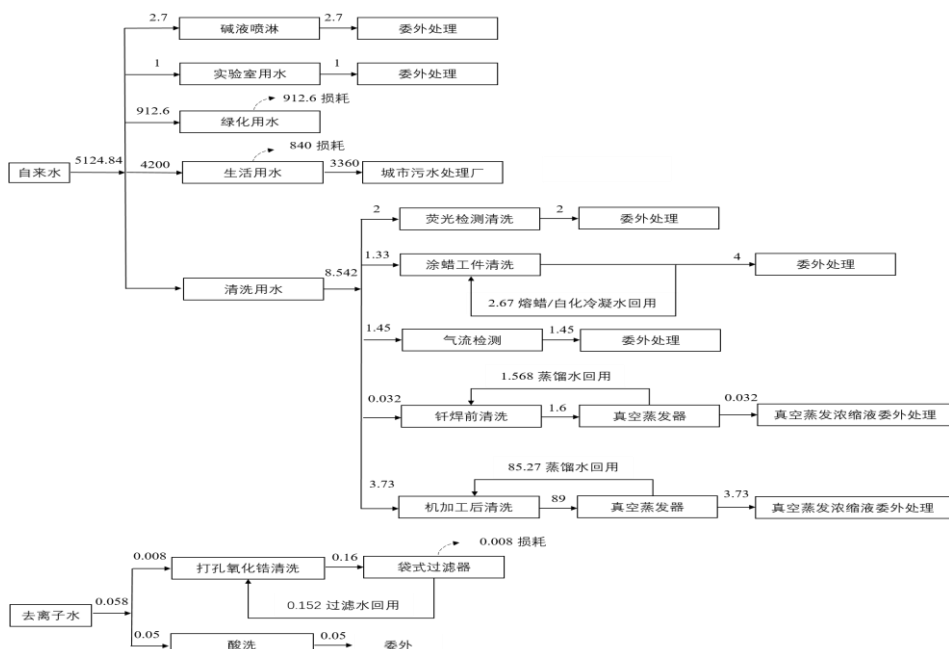 2.7
碱液喷淋
2.7
委外处理
1
实验室用水
1
委外处理
912.6 损耗
912.6
绿化用水
840 损耗
自来水
5124.84
4200
生活用水
3360
城市污水处理厂
2
荧光检测清洗
2
委外处理
清洗用水
8.542
1.33
涂蜡工件清洗
4
委外处理
2.67 熔蜡/白化冷凝水回用
1.45
气流检测
1.45
委外处理
1.568 蒸馏水回用
0.032
钎焊前清洗
1.6
真空蒸发器
0.032
真空蒸发浓缩液委外处理
85.27 蒸馏水回用
3.73
机加工后清洗
89
真空蒸发器
3.73
真空蒸发浓缩液委外处理
0.008 损耗
0.008
打孔氧化锆清洗
0.16
袋式过滤器
去离子水
0.058
0.152 过滤水回用
0.05
酸洗
0.05
委外